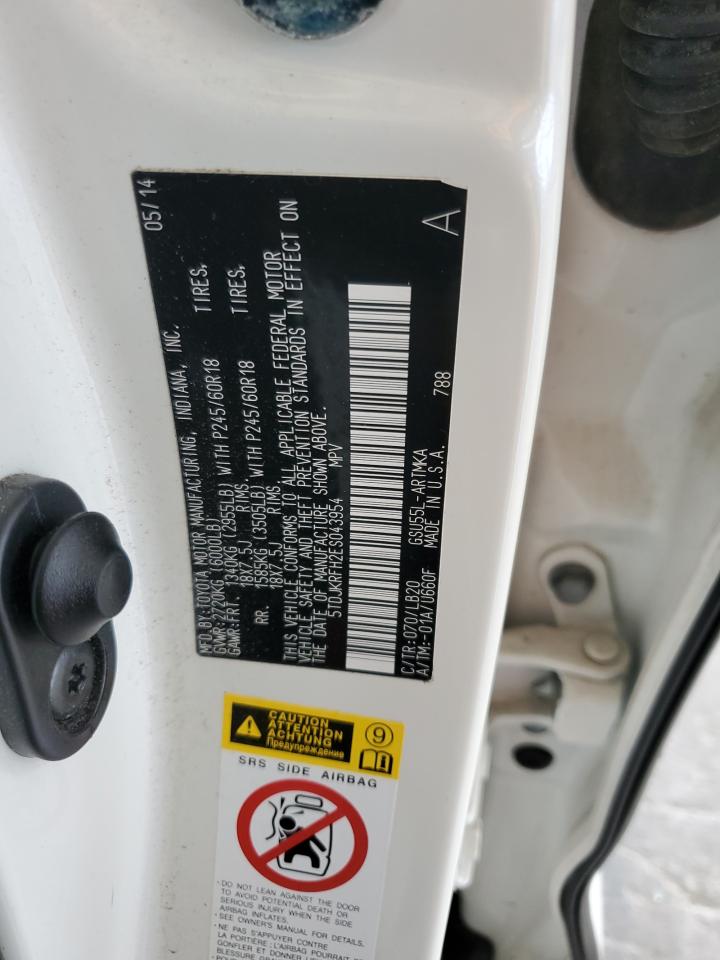 MFD.BY:TOYOTA MOTOR MANUFACTURING, INDIANA, INC. 05/14
GVWR:2720KG (6000LB)
GAWR:FRT. 1340KG (2955LB) WITH P245/60R18 TIRES,
18X7.5J RIMS,
RR. 1585KG (3505LB) WITH P245/60R18 TIRES,
18X7.5J RIMS,
THIS VEHICLE CONFORMS TO ALL APPLICABLE FEDERAL MOTOR
VEHICLE SAFETY AND THEFT PREVENTION STANDARDS IN EFFECT ON
THE DATE OF MANUFACTURE SHOWN ABOVE.
5TDJKRFH2ES043954 MPV
C/TR:070/LB20 GSU55L-ARTMKA 788 A
A/TM:-01A/U660F MADE IN U.S.A.
CAUTION
ATTENTION
ACHTUNG
Предупреждение
9
SRS SIDE AIRBAG
·DO NOT LEAN AGAINST THE DOOR
TO AVOID POTENTIAL DEATH OR
SERIOUS INJURY WHEN THE SIDE
AIRBAG INFLATES.
·SEE OWNER'S MANUAL FOR DETAILS.
·NE PAS S'APPUYER CONTRE
LA PORTIÈRE ; L'AIRBAG POURRAIT
GONFLER ET DONNER
BLESSURE